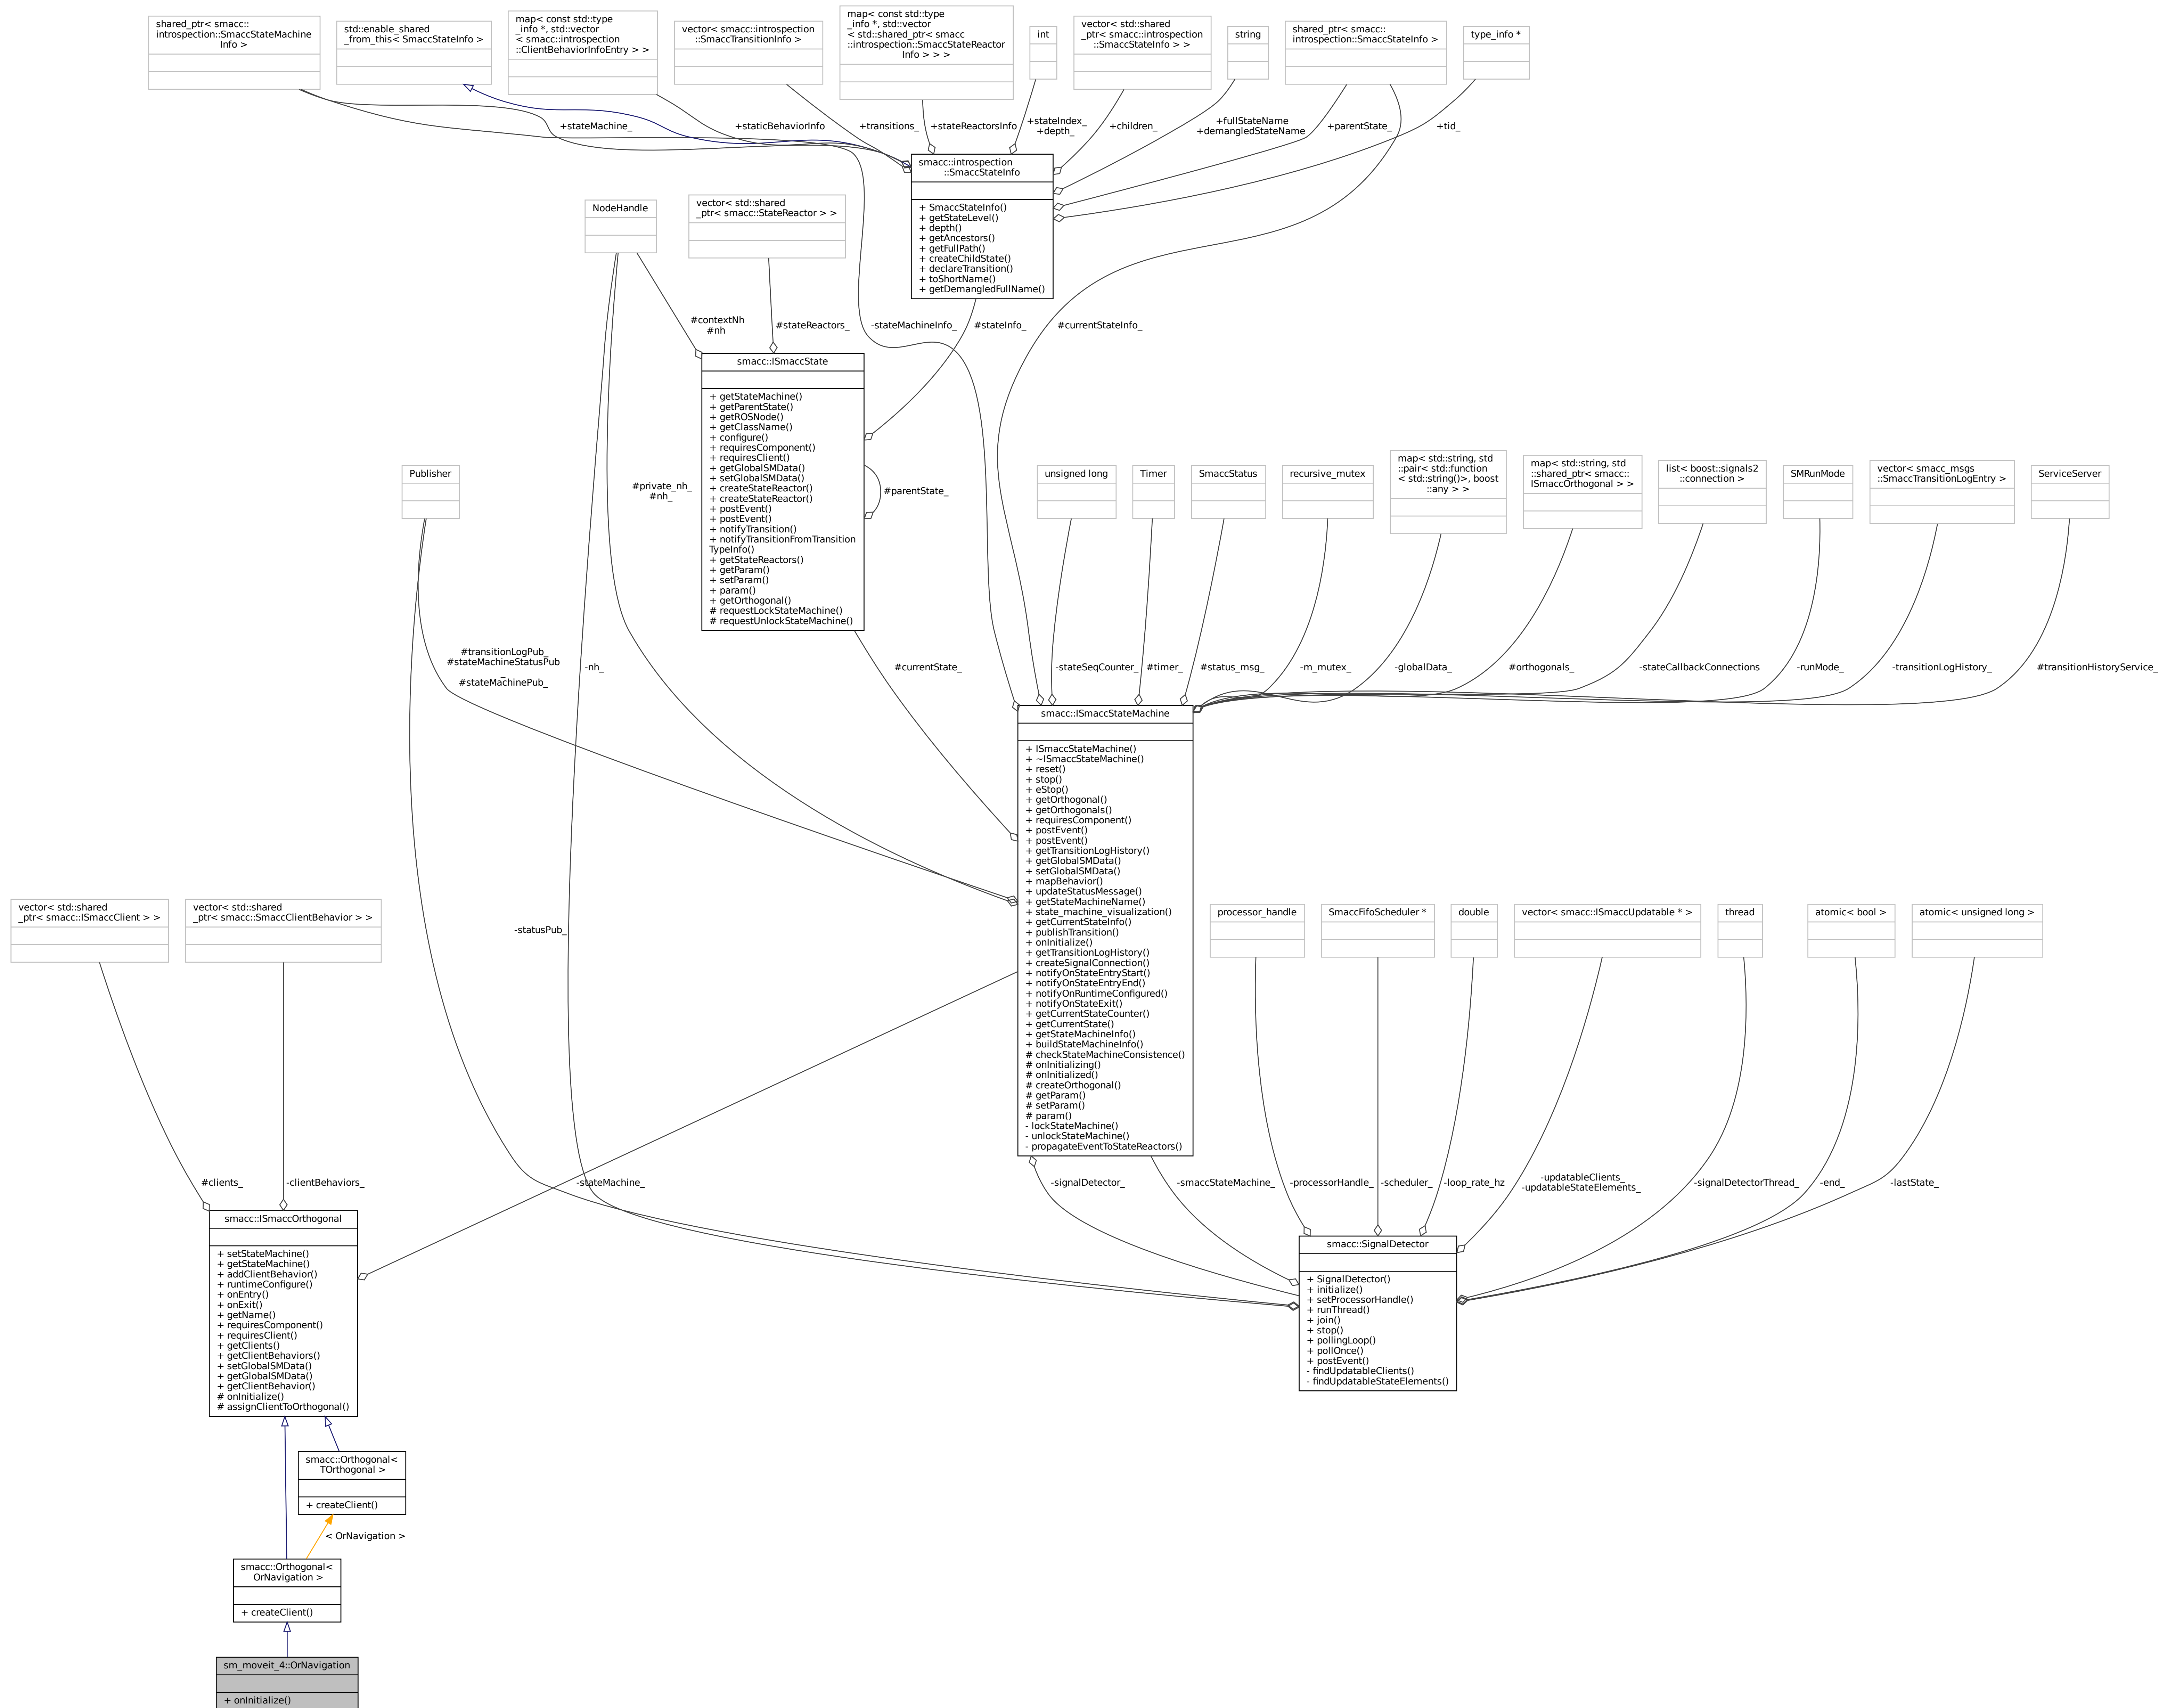 shared_ptr< smacc::
introspection::SmaccStateMachine
Info >
std::enable_shared
_from_this< SmaccStateInfo >
map< const std::type
_info *, std::vector
< smacc::introspection
::ClientBehaviorInfoEntry > >
vector< smacc::introspection
::SmaccTransitionInfo >
map< const std::type
_info *, std::vector
< std::shared_ptr< smacc
::introspection::SmaccStateReactor
Info > > >
int
vector< std::shared
_ptr< smacc::introspection
::SmaccStateInfo > >
string
shared_ptr< smacc::
introspection::SmaccStateInfo >
type_info *
+stateMachine_
+staticBehaviorInfo
+transitions_
+stateReactorsInfo
+stateIndex_
+depth_
+children_
+fullStateName
+demangledStateName
+parentState_
+tid_
smacc::introspection
::SmaccStateInfo
+ SmaccStateInfo()
+ getStateLevel()
+ depth()
+ getAncestors()
+ getFullPath()
+ createChildState()
+ declareTransition()
+ toShortName()
+ getDemangledFullName()
NodeHandle
vector< std::shared
_ptr< smacc::StateReactor > >
#contextNh
#nh
#stateReactors_
-stateMachineInfo_
#stateInfo_
#currentStateInfo_
smacc::ISmaccState
+ getStateMachine()
+ getParentState()
+ getROSNode()
+ getClassName()
+ configure()
+ requiresComponent()
+ requiresClient()
+ getGlobalSMData()
+ setGlobalSMData()
+ createStateReactor()
+ createStateReactor()
+ postEvent()
+ postEvent()
+ notifyTransition()
+ notifyTransitionFromTransition
TypeInfo()
+ getStateReactors()
+ getParam()
+ setParam()
+ param()
+ getOrthogonal()
# requestLockStateMachine()
# requestUnlockStateMachine()
#parentState_
Publisher
#private_nh_
#nh_
unsigned long
Timer
SmaccStatus
recursive_mutex
map< std::string, std
::pair< std::function
< std::string()>, boost
::any > >
map< std::string, std
::shared_ptr< smacc::
ISmaccOrthogonal > >
list< boost::signals2
::connection >
SMRunMode
vector< smacc_msgs
::SmaccTransitionLogEntry >
ServiceServer
#transitionLogPub_
#stateMachineStatusPub
_
#stateMachinePub_
-nh_
#currentState_
-stateSeqCounter_
#timer_
#status_msg_
-m_mutex_
-globalData_
#orthogonals_
-stateCallbackConnections
-runMode_
-transitionLogHistory_
#transitionHistoryService_
smacc::ISmaccStateMachine
+ ISmaccStateMachine()
+ ~ISmaccStateMachine()
+ reset()
+ stop()
+ eStop()
+ getOrthogonal()
+ getOrthogonals()
+ requiresComponent()
+ postEvent()
+ postEvent()
+ getTransitionLogHistory()
+ getGlobalSMData()
+ setGlobalSMData()
+ mapBehavior()
+ updateStatusMessage()
+ getStateMachineName()
+ state_machine_visualization()
+ getCurrentStateInfo()
+ publishTransition()
+ onInitialize()
+ getTransitionLogHistory()
+ createSignalConnection()
+ notifyOnStateEntryStart()
+ notifyOnStateEntryEnd()
+ notifyOnRuntimeConfigured()
+ notifyOnStateExit()
+ getCurrentStateCounter()
+ getCurrentState()
+ getStateMachineInfo()
+ buildStateMachineInfo()
# checkStateMachineConsistence()
# onInitializing()
# onInitialized()
# createOrthogonal()
# getParam()
# setParam()
# param()
- lockStateMachine()
- unlockStateMachine()
- propagateEventToStateReactors()
vector< std::shared
_ptr< smacc::ISmaccClient > >
vector< std::shared
_ptr< smacc::SmaccClientBehavior > >
-statusPub_
processor_handle
SmaccFifoScheduler *
double
vector< smacc::ISmaccUpdatable * >
thread
atomic< bool >
atomic< unsigned long >
#clients_
-clientBehaviors_
-stateMachine_
-signalDetector_
-smaccStateMachine_
-processorHandle_
-scheduler_
-loop_rate_hz
-updatableClients_
-updatableStateElements_
-signalDetectorThread_
-end_
-lastState_
smacc::ISmaccOrthogonal
+ setStateMachine()
+ getStateMachine()
+ addClientBehavior()
+ runtimeConfigure()
+ onEntry()
+ onExit()
+ getName()
+ requiresComponent()
+ requiresClient()
+ getClients()
+ getClientBehaviors()
+ setGlobalSMData()
+ getGlobalSMData()
+ getClientBehavior()
# onInitialize()
# assignClientToOrthogonal()
smacc::SignalDetector
+ SignalDetector()
+ initialize()
+ setProcessorHandle()
+ runThread()
+ join()
+ stop()
+ pollingLoop()
+ pollOnce()
+ postEvent()
- findUpdatableClients()
- findUpdatableStateElements()
smacc::Orthogonal<
TOrthogonal >
+ createClient()
< OrNavigation >
smacc::Orthogonal<
OrNavigation >
+ createClient()
sm_moveit_4::OrNavigation
+ onInitialize()